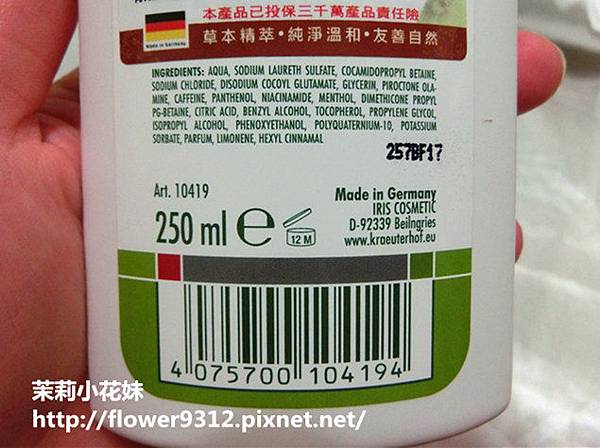 本產品已投保三千萬產品責任險
Made in Germany
草本精萃•純淨溫和•友善自然
INGREDIENTS: AQUA, SODIUM LAURETH SULFATE, COCAMIDOPROPYL BETAINE,
SODIUM CHLORIDE, DISODIUM COCOYL GLUTAMATE, GLYCERIN, PIROCTONE OLA-
MINE, CAFFEINE, PANTHENOL, NIACINAMIDE, MENTHOL, DIMETHICONE PROPYL
PG-BETAINE, CITRIC ACID, BENZYL ALCOHOL, TOCOPHEROL, PROPYLENE GLYCOL,
ISOPROPYL ALCOHOL, PHENOXYETHANOL, POLYQUATERNIUM-10, POTASSIUM
SORBATE, PARFUM, LIMONENE, HEXYL CINNAMAL
257BF17
Art. 10419
Made in Germany
IRIS COSMETIC
D-92339 Beilngries
www.kraeuterhof.eu
250 ml e 12 M
4 075700 104194
茉莉小花妹
http://flower9312.pixnet.net/